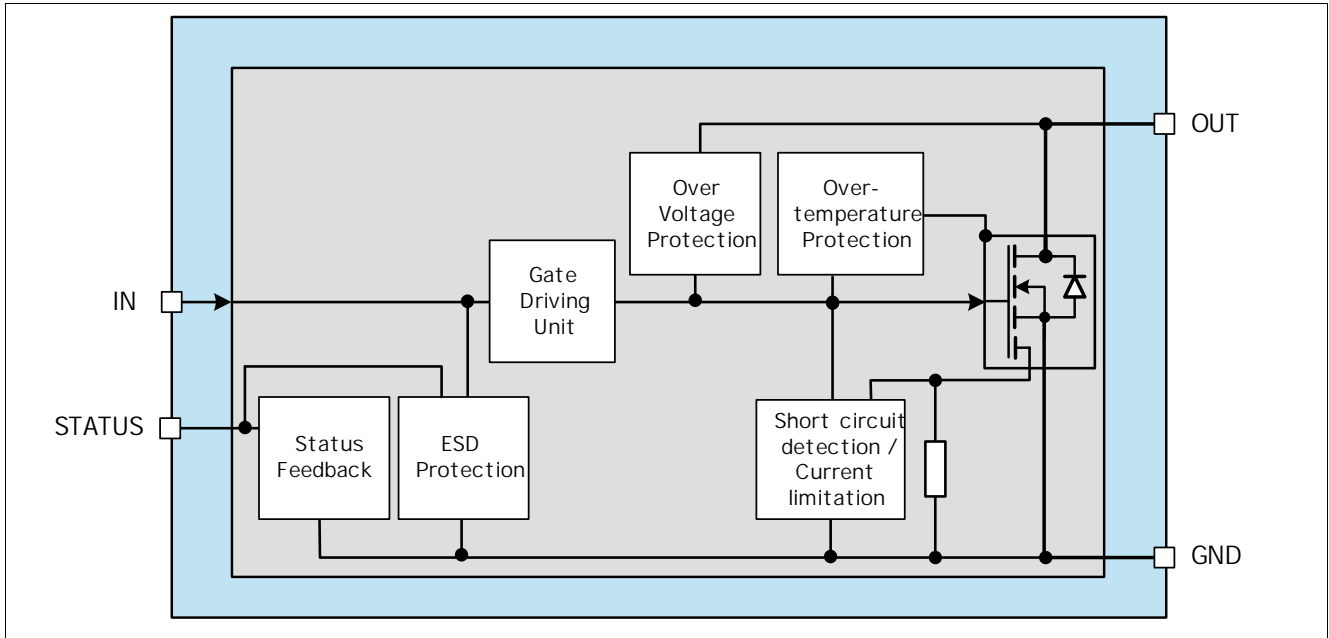 OUT
Over
Voltage
Protection
Over-
temperature
Protection
Gate
Driving
Unit
IN
STATUS
Status
Feedback
ESD
Protection
Short circuit
detection /
Current
limitation
GND